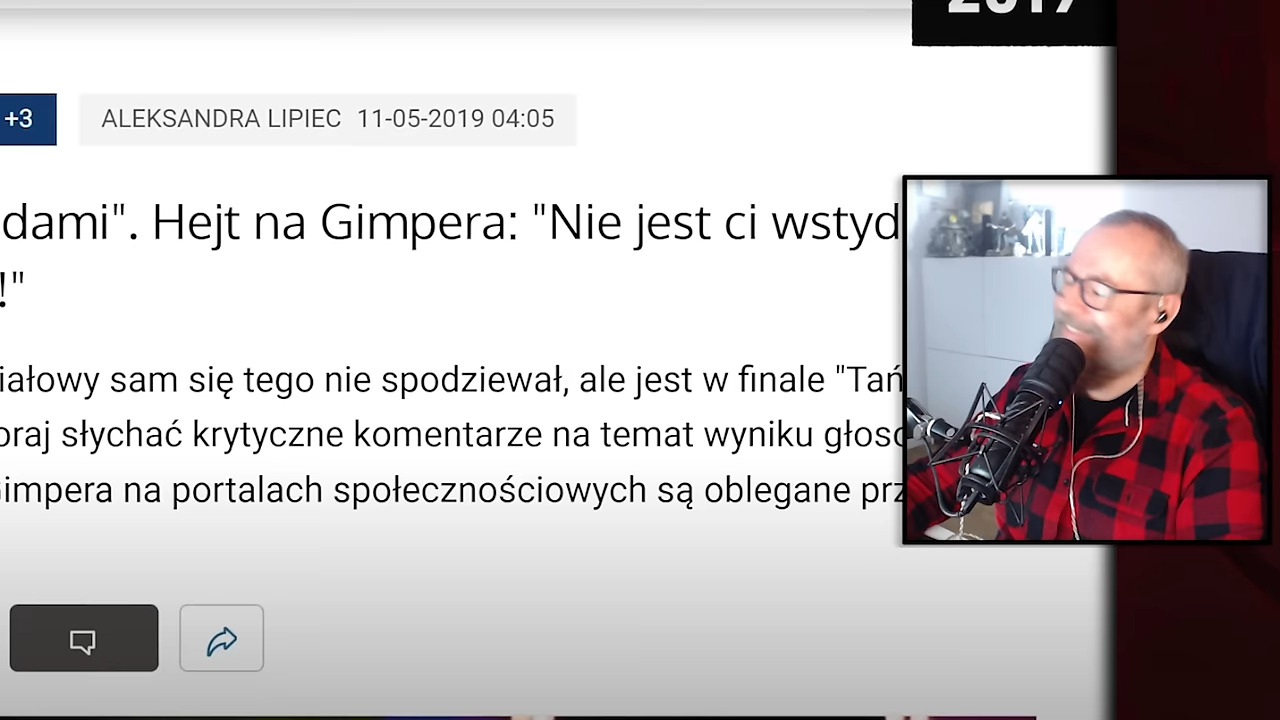 2019
+3
ALEKSANDRA LIPIEC 11-05-2019 04:05
dami". Hejt na Gimpera: "Nie jest ci wstyd
!"
iałowy sam się tego nie spodziewał, ale jest w finale "Tań
oraj słychać krytyczne komentarze na temat wyniku głoso
Gimpera na portalach społecznościowych są oblegane prz